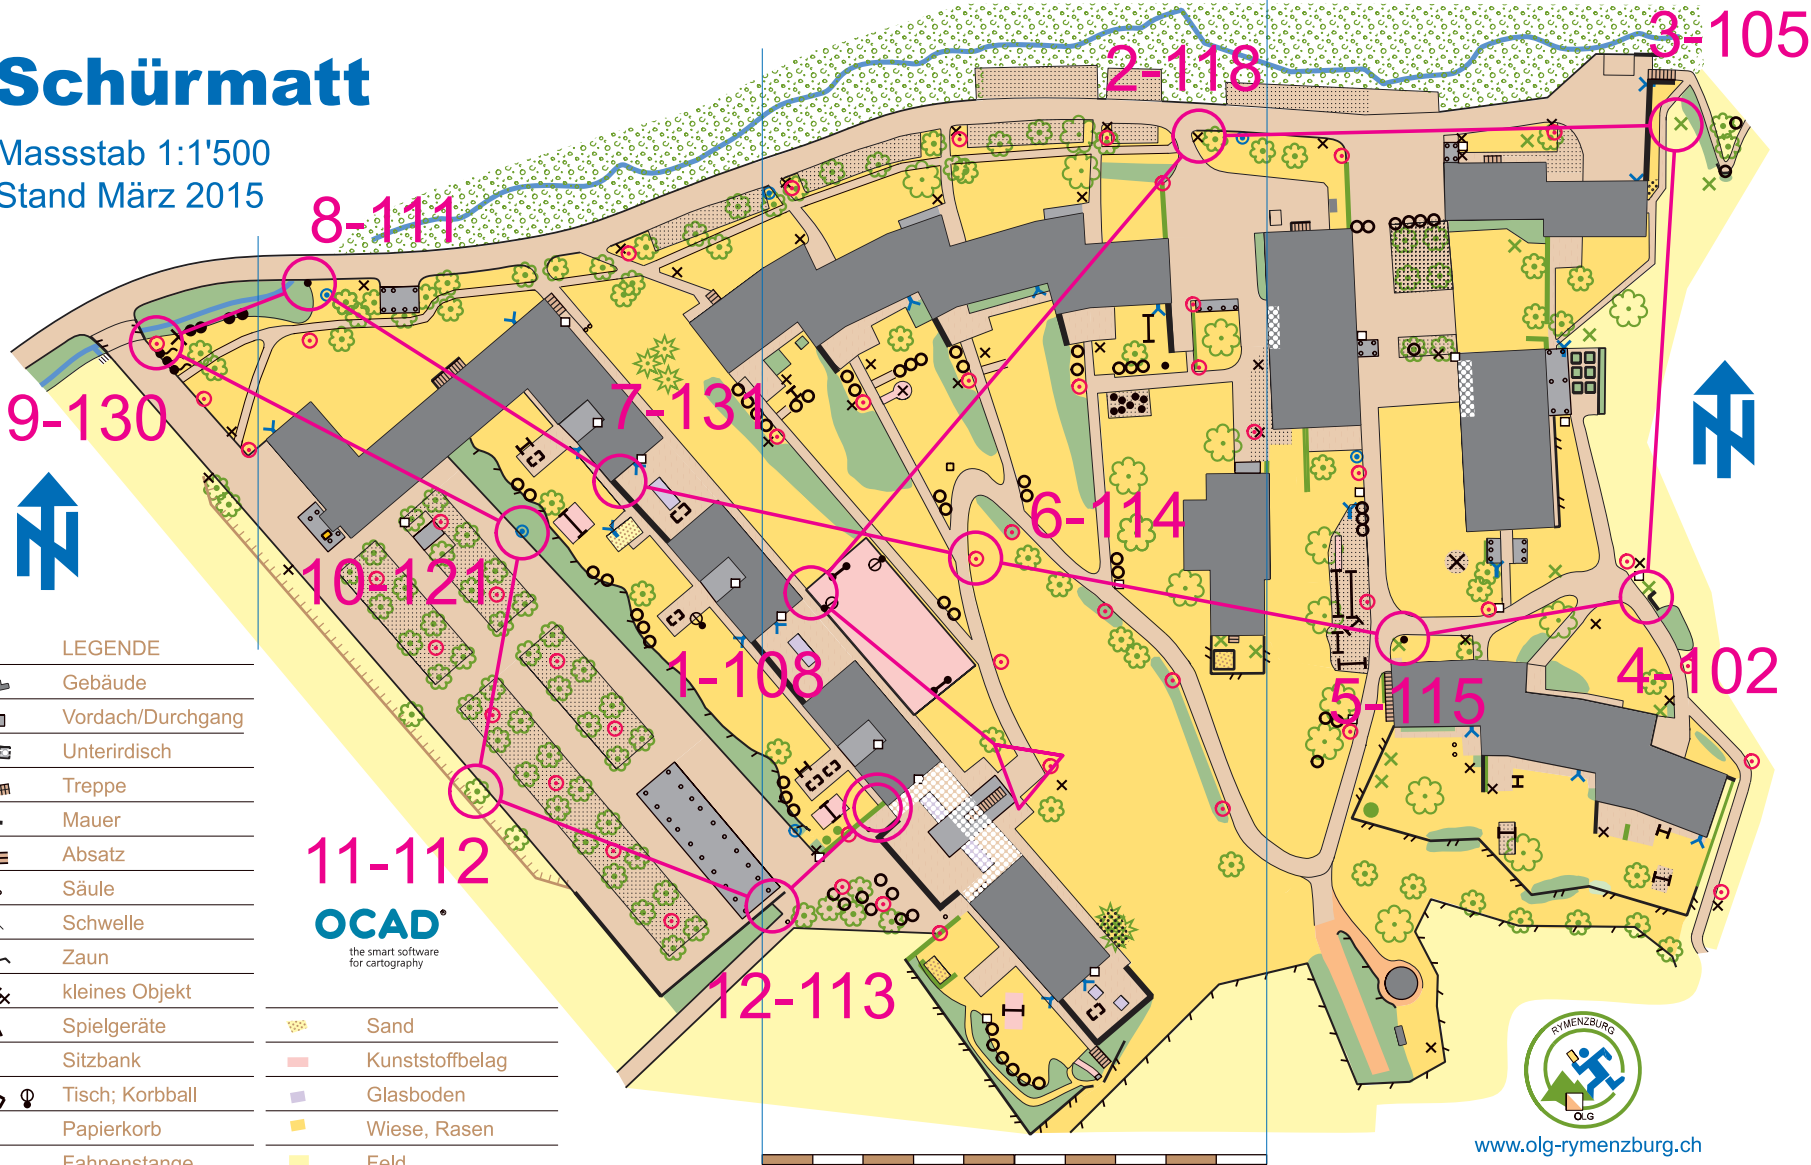 Schürmatt
Massstab 1:1'500
Stand März 2015
3-105
2-118
8-111
9-130
7-131
6-114
10-121
1-108
5-115
4-102
11-112
12-113
N
N
OCAD®
the smart software
for cartography
LEGENDE
Gebäude
Vordach/Durchgang
Unterirdisch
Treppe
Mauer
Absatz
Säule
Schwelle
Zaun
kleines Objekt
Spielgeräte
Sitzbank
Tisch; Korbball
Papierkorb
Fahnenstange
Sand
Kunststoffbelag
Glasboden
Wiese, Rasen
Feld
RYMENZBURG
OLG
www.olg-rymenzburg.ch